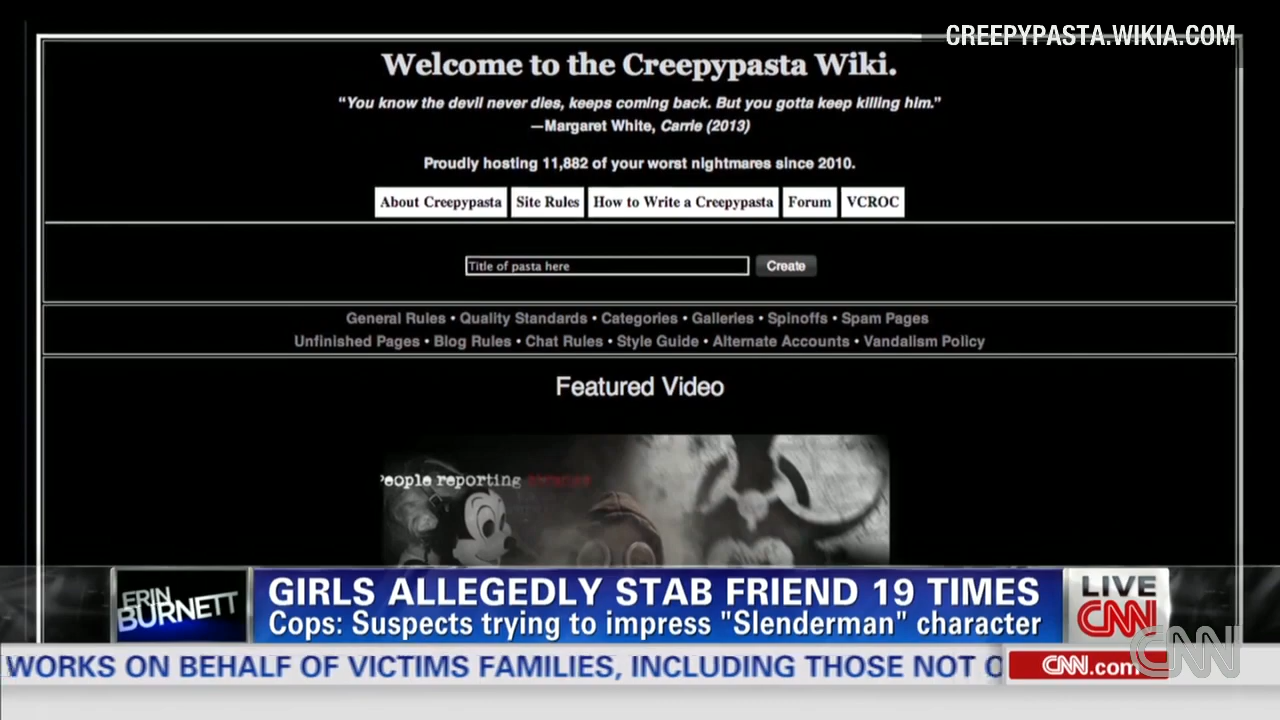 CREEPYPASTA.WIKIA.COM
Welcome to the Creepypasta Wiki.
“You know the devil never dies, keeps coming back. But you gotta keep killing him.”
—Margaret White, Carrie (2013)
Proudly hosting 11,882 of your worst nightmares since 2010.
About Creepypasta Site Rules How to Write a Creepypasta Forum VCROC
Title of pasta here Create
General Rules • Quality Standards • Categories • Galleries • Spinoffs • Spam Pages
Unfinished Pages • Blog Rules • Chat Rules • Style Guide • Alternate Accounts • Vandalism Policy
Featured Video
eople reporting
ERIN BURNETT
GIRLS ALLEGEDLY STAB FRIEND 19 TIMES
Cops: Suspects trying to impress "Slenderman" character
LIVE
CNN
WORKS ON BEHALF OF VICTIMS FAMILIES, INCLUDING THOSE NOT
CNN.com
CNN